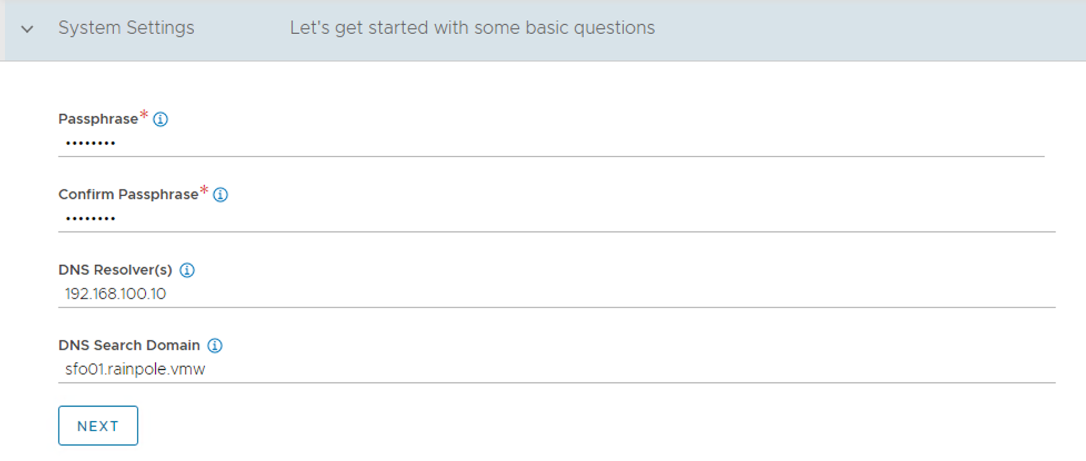 System Settings Let's get started with some basic questions
Passphrase*
••••••••
Confirm Passphrase*
••••••••
DNS Resolver(s)
192.168.100.10
DNS Search Domain
sfo01.rainpole.vmw
NEXT